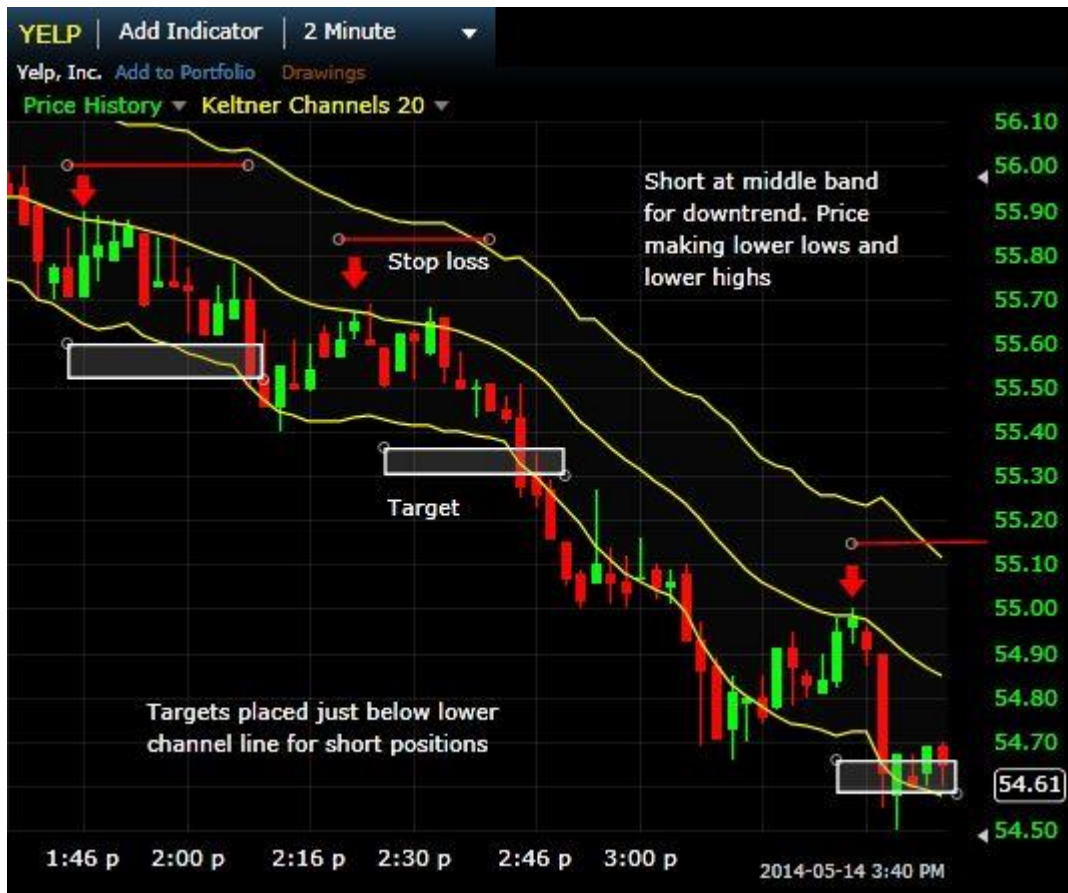 YELP | Add Indicator | 2 Minute
Yelp, Inc. Add to Portfolio Drawings
Price History Keltner Channels 20
56.10
56.00
55.90
55.80
55.70
55.60
55.50
55.40
55.30
55.20
55.10
55.00
54.90
54.80
54.70
54.61
54.50
Short at middle band
for downtrend. Price
making lower lows and
lower highs
Stop loss
Target
Targets placed just below lower
channel line for short positions
1:46 p 2:00 p 2:16 p 2:30 p 2:46 p 3:00 p
2014-05-14 3:40 PM